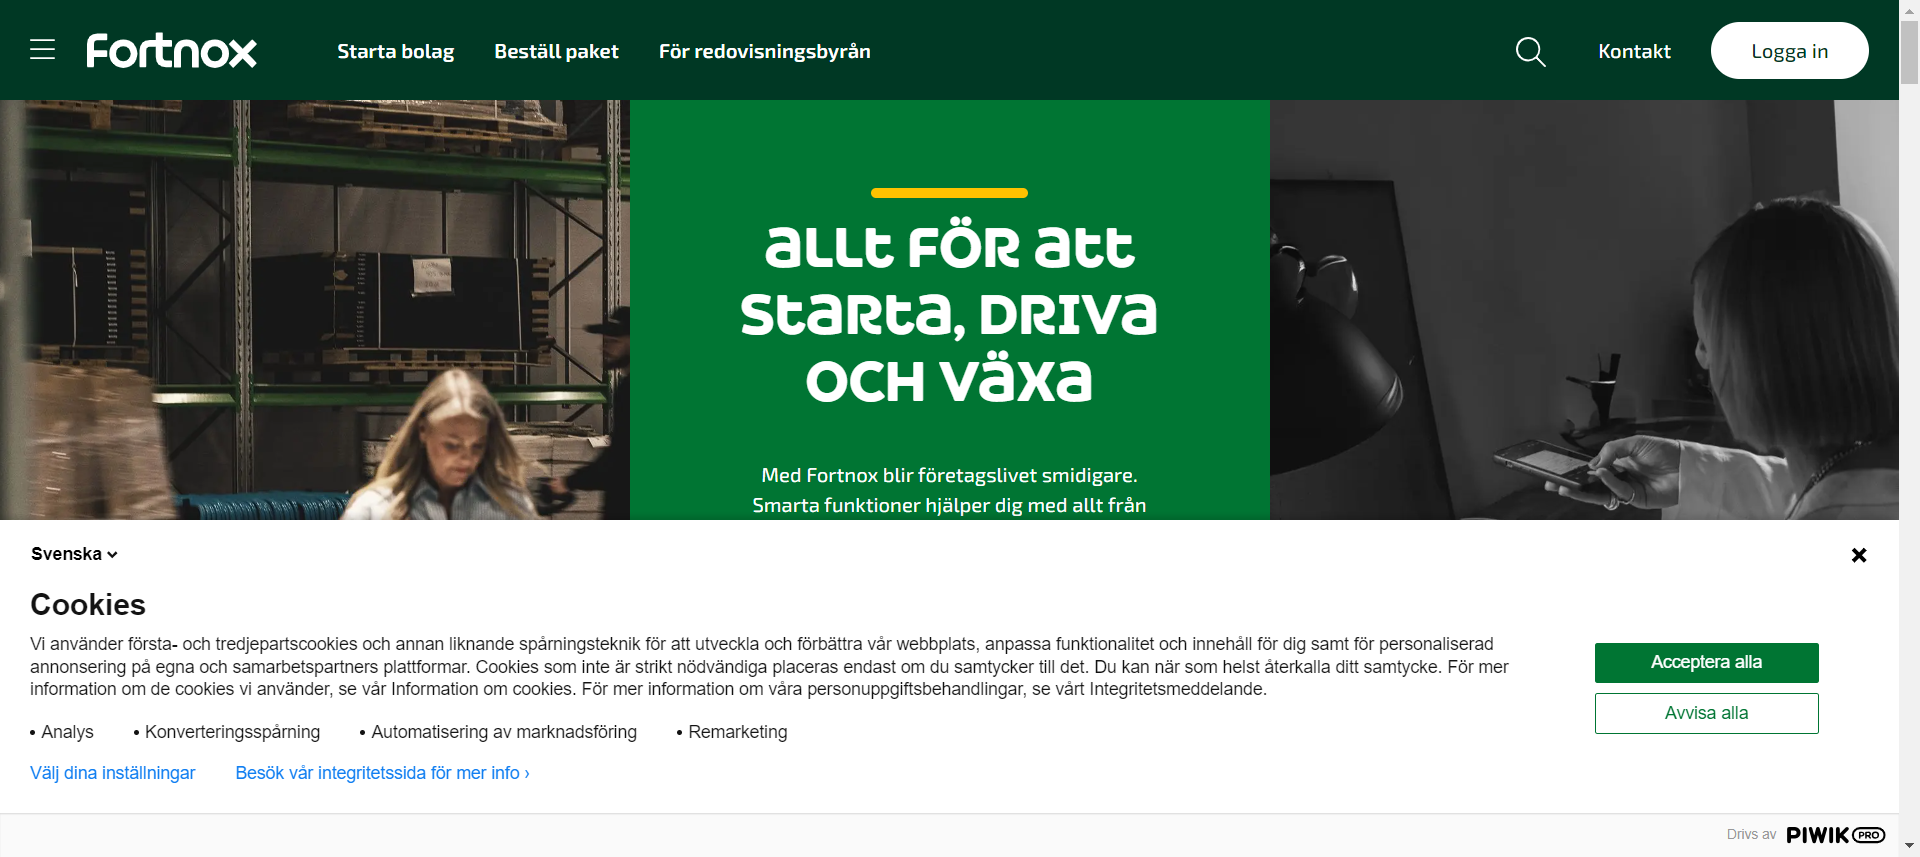 Fortnox
Starta bolag
Beställ paket
För redovisningsbyrån
Kontakt
Logga in
allt för att
starta, driva
och växa
Med Fortnox blir företagslivet smidigare.
Smarta funktioner hjälper dig med allt från
Svenska
Cookies
Vi använder första- och tredjepartscookies och annan liknande spårningsteknik för att utveckla och förbättra vår webbplats, anpassa funktionalitet och innehåll för dig samt för personaliserad
annonsering på egna och samarbetspartners plattformar. Cookies som inte är strikt nödvändiga placeras endast om du samtycker till det. Du kan när som helst återkalla ditt samtycke. För mer
information om de cookies vi använder, se vår Information om cookies. För mer information om våra personuppgiftsbehandlingar, se vårt Integritetsmeddelande.
• Analys
• Konverteringsspårning
• Automatisering av marknadsföring
• Remarketing
Välj dina inställningar
Besök vår integritetssida för mer info ›
Acceptera alla
Avvisa alla
Drivs av PIWIK PRO